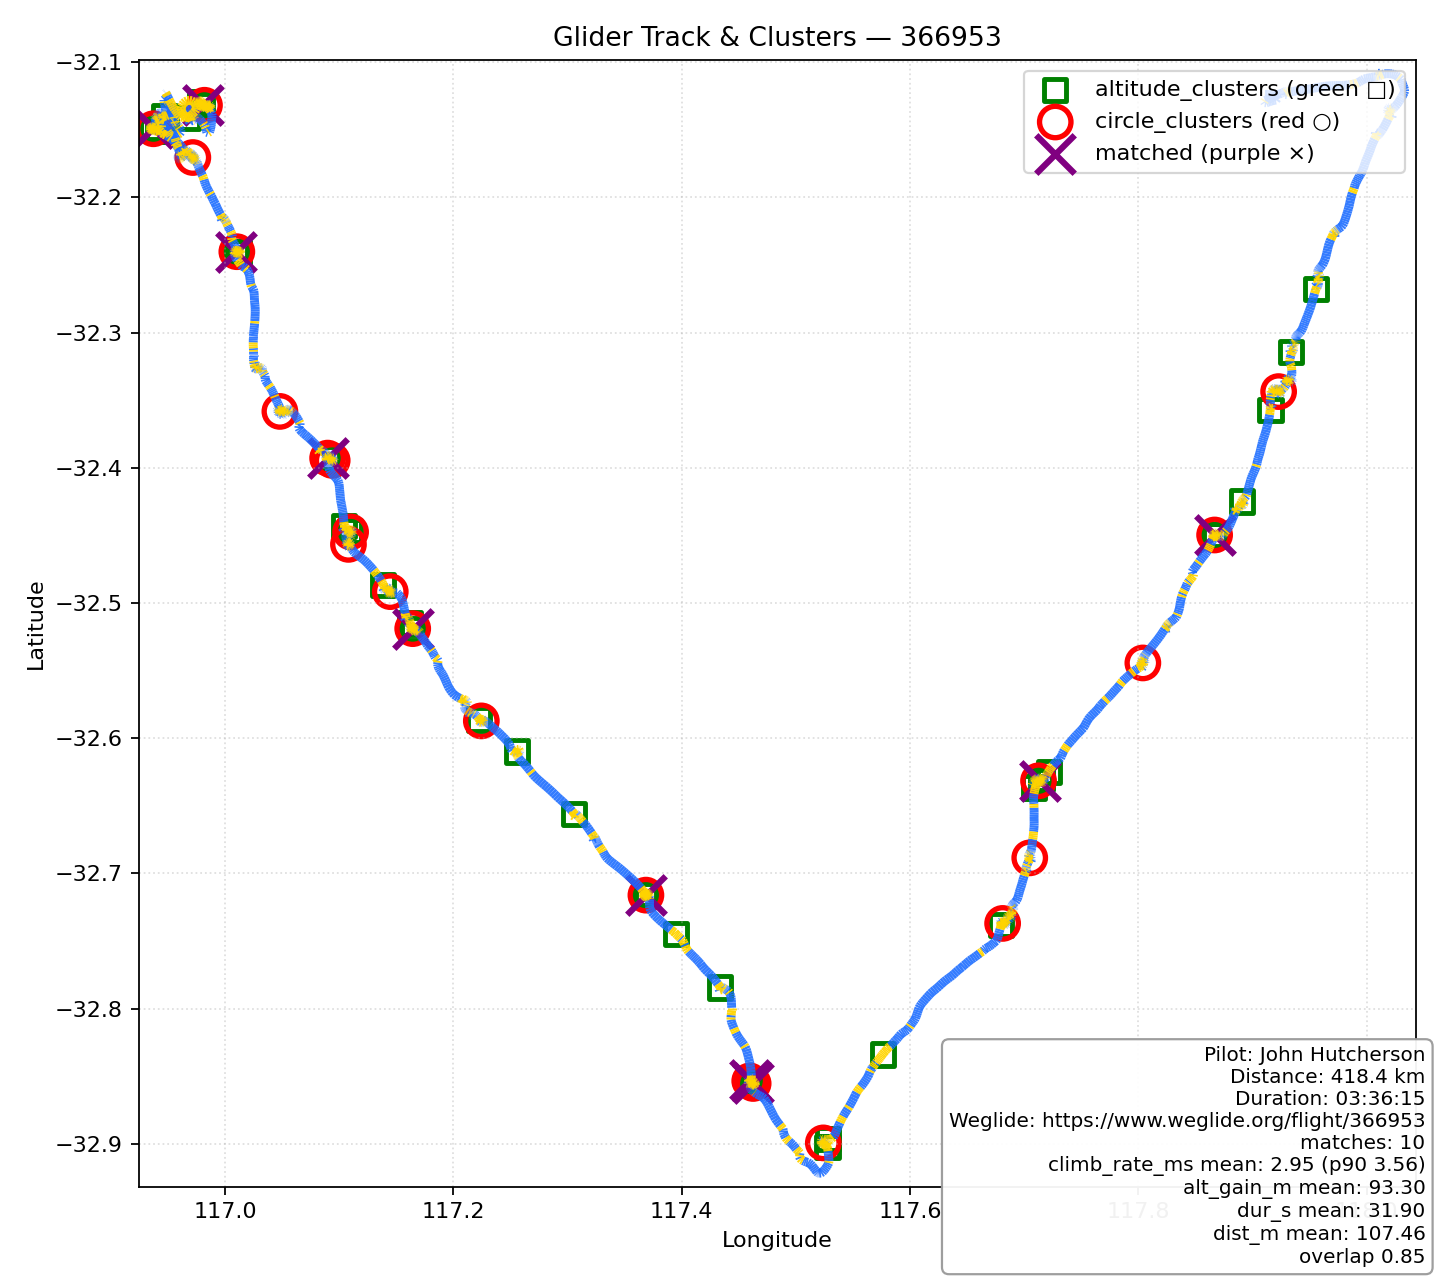 Glider Track & Clusters — 366953
altitude_clusters (green □)
circle_clusters (red ○)
matched (purple ×)
−32.1
−32.2
−32.3
−32.4
−32.5
−32.6
−32.7
−32.8
−32.9
Latitude
117.0
117.2
117.4
117.6
117.8
Longitude
Pilot: John Hutcherson
Distance: 418.4 km
Duration: 03:36:15
Weglide: https://www.weglide.org/flight/366953
matches: 10
climb_rate_ms mean: 2.95 (p90 3.56)
alt_gain_m mean: 93.30
dur_s mean: 31.90
dist_m mean: 107.46
overlap 0.85